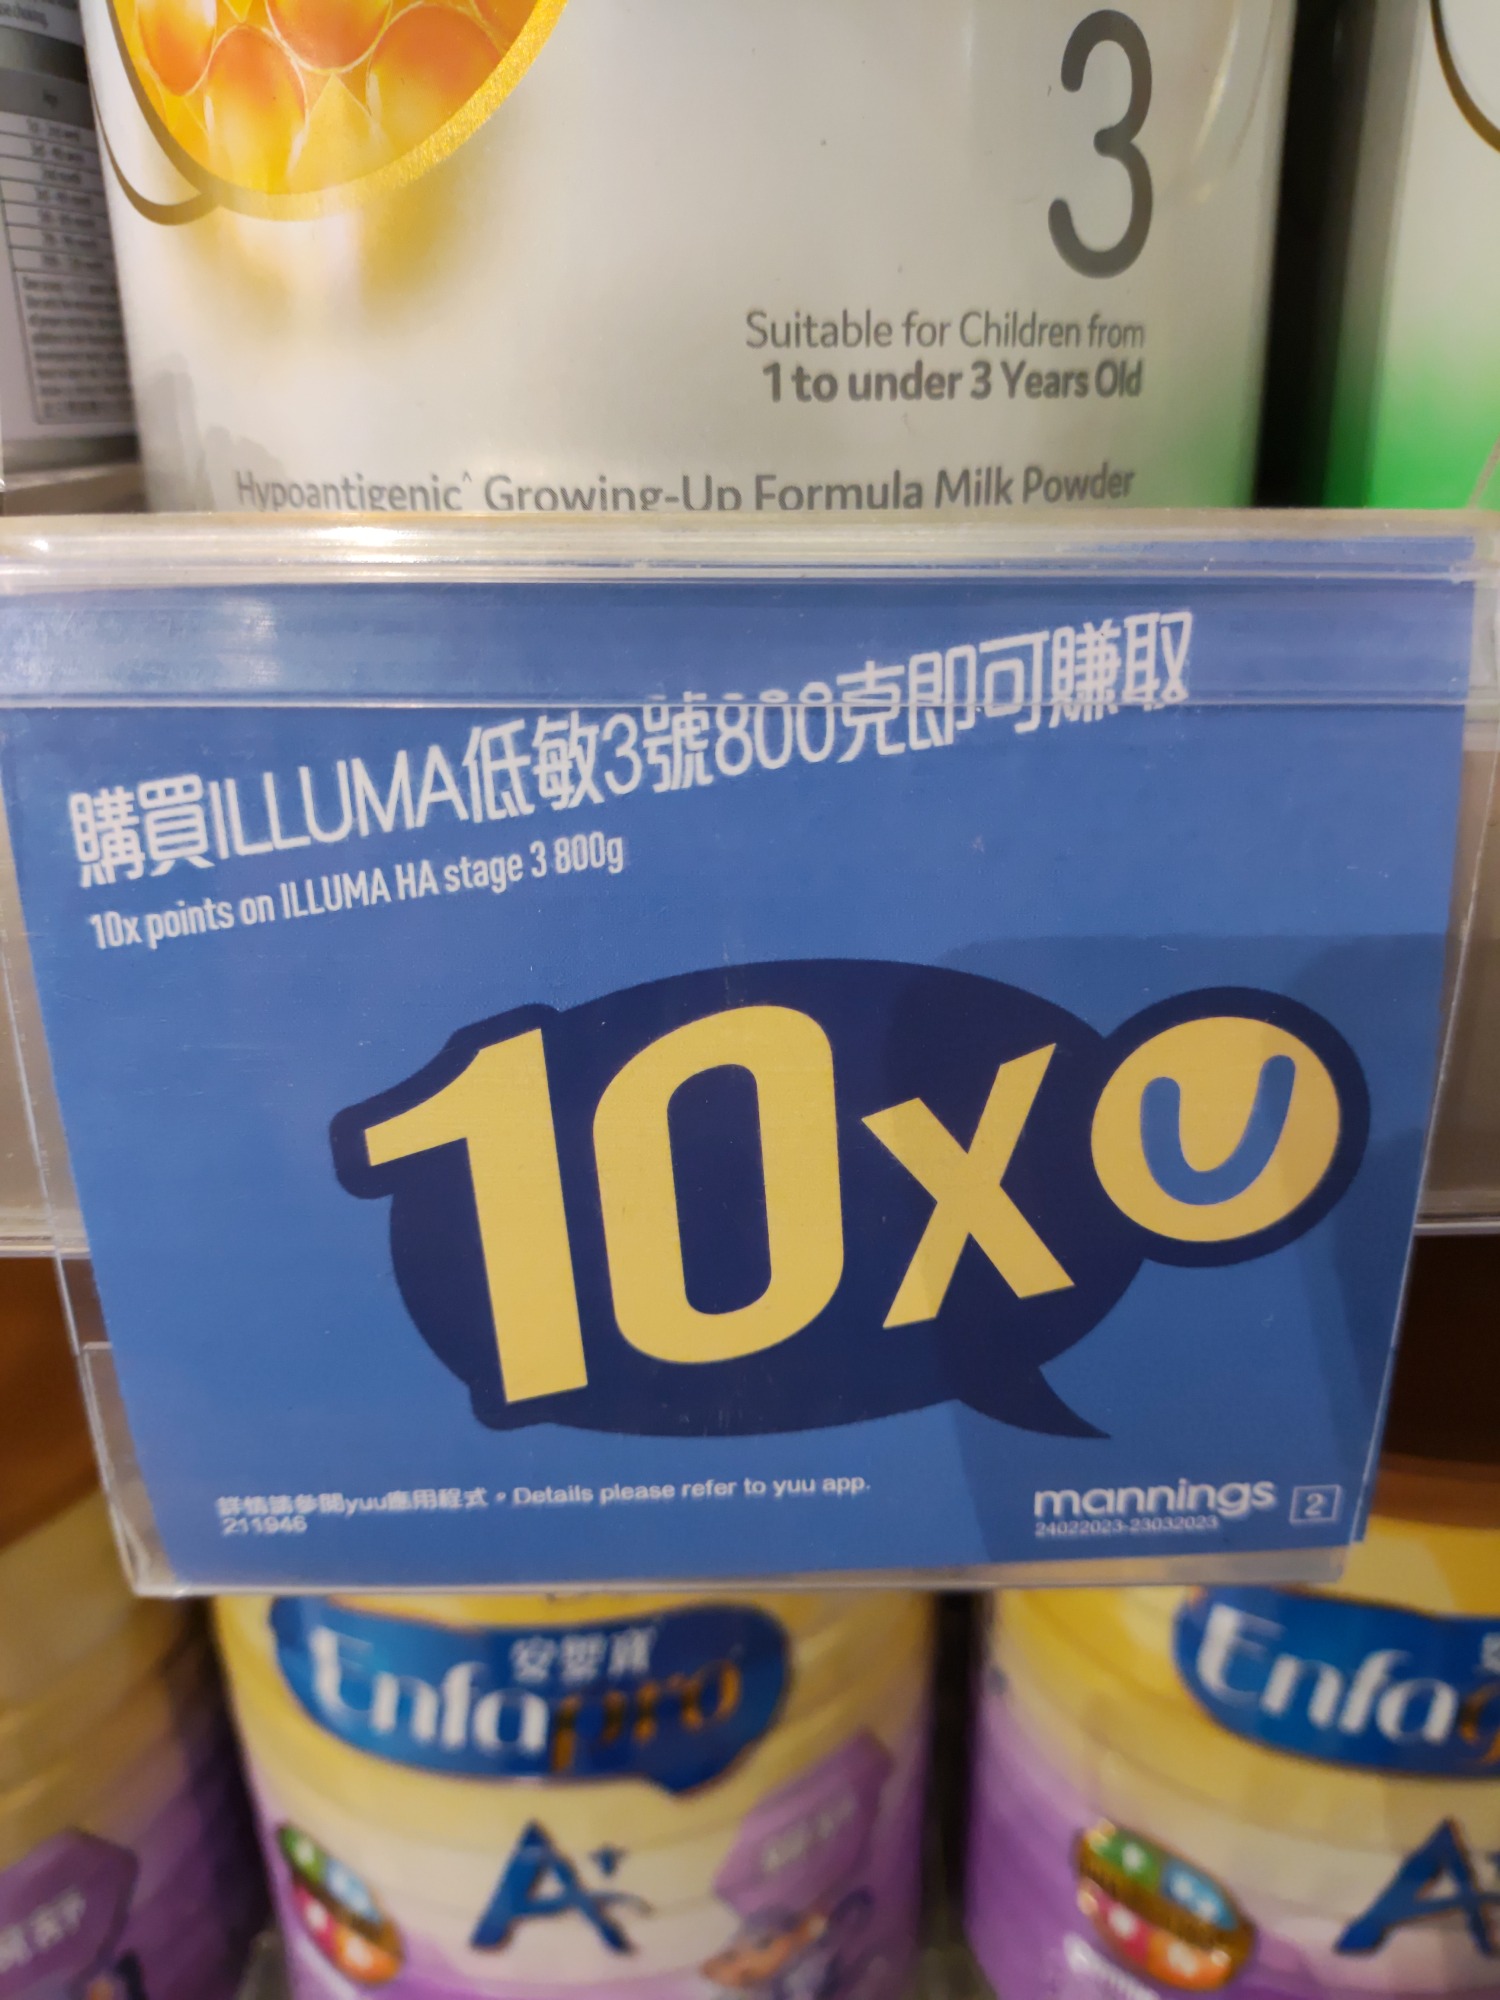 3
Suitable for Children from
1 to under 3 Years Old
Hypoantigenic^ Growing-Up Formula Milk Powder
購買ILLUMA低敏3號800克即可賺取
10x points on ILLUMA HA stage 3 800g
10x U
詳情請參閱yuu應用程式。Details please refer to yuu app.
211946
mannings 2
24022023-23032023
安嬰寶
Enfapro Enfa
A+ A+